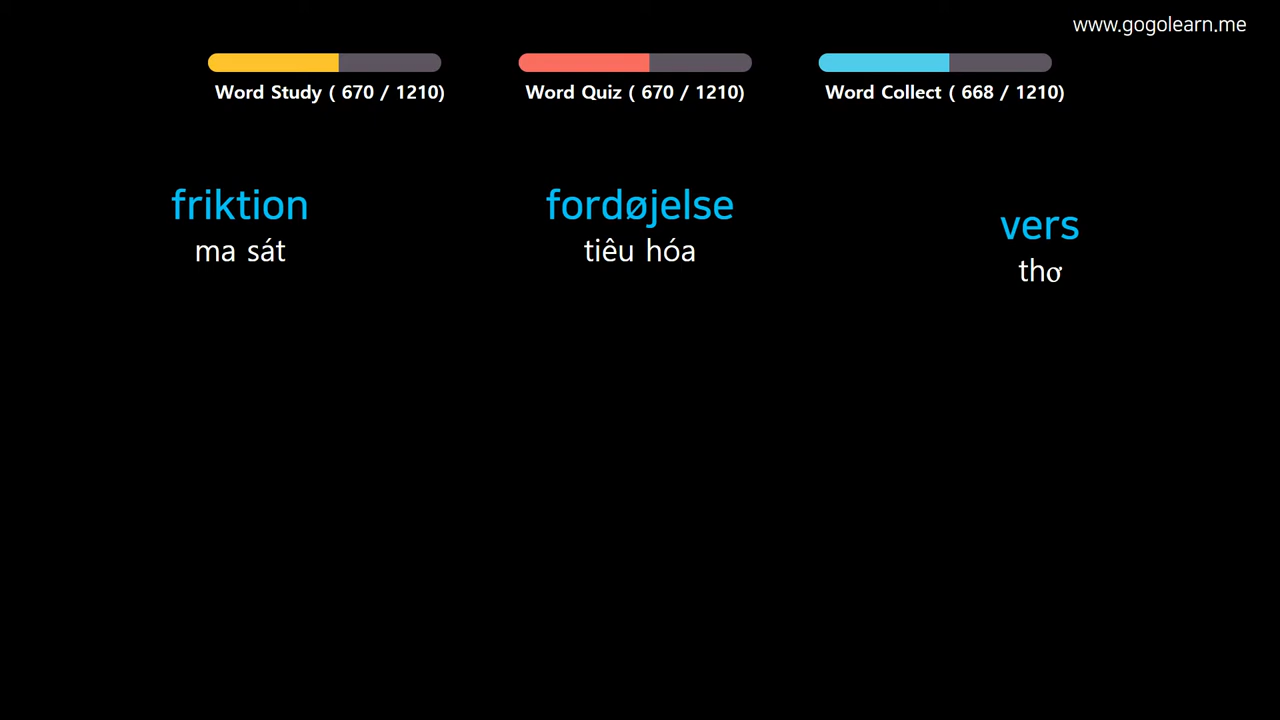 www.gogolearn.me
Word Study ( 670 / 1210)
Word Quiz ( 670 / 1210)
Word Collect ( 668 / 1210)
friktion
ma sát
fordøjelse
tiêu hóa
vers
thơ